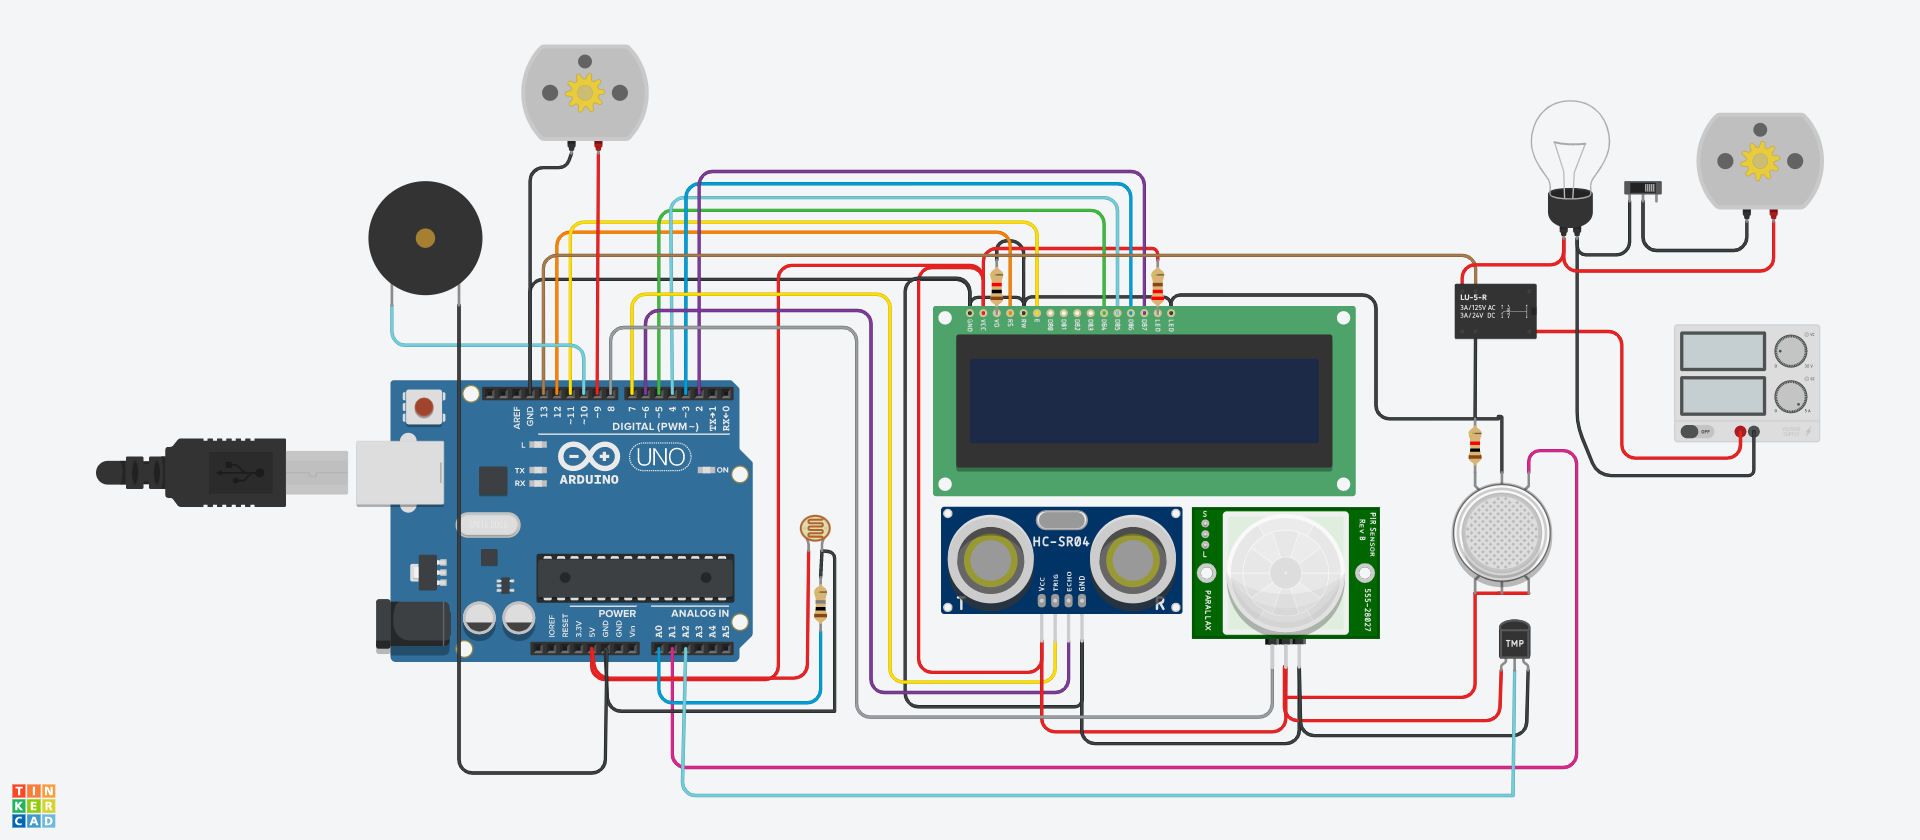 AREF
GND
13
12
~11
~10
~9
8
7
~6
~5
4
~3
2
TX→1
RX←0
DIGITAL (PWM~)
L
TX
RX
ARDUINO
UNO
ON
POWER
ANALOG IN
IOREF
RESET
3.3V
5V
GND
GND
Vin
A0
A1
A2
A3
A4
A5
GND
VCC
VO
RS
RW
E
DB0
DB1
DB2
DB3
DB4
DB5
DB6
DB7
LED
LED
LU-5-R
3A/125V AC
3A/24V DC
OFF
HC-SR04
VCC
TRIG
ECHO
GND
T
R
S
L
PARALLAX
PIR SENSOR
REV B
555-28027
TMP
TIN
KER
CAD